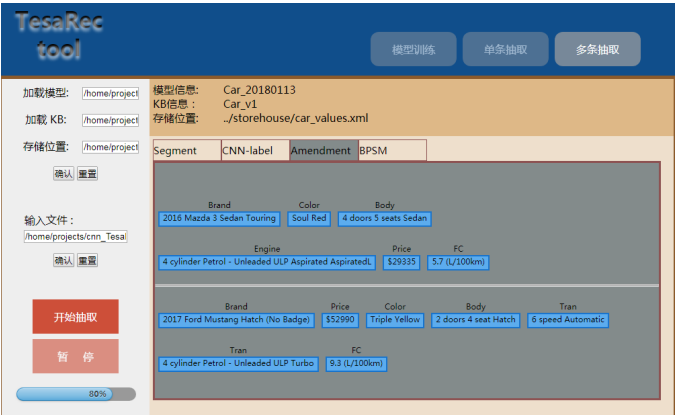 TesaRec
tool
模型训练
单条抽取
多条抽取
加载模型:
/home/project
加载 KB:
/home/project
存储位置:
/home/project
确认 重置
输入文件：
/home/projects/cnn_Tesal
确认 重置
开始抽取
暂 停
80%
模型信息: Car_20180113
KB信息： Car_v1
存储位置: ../storehouse/car_values.xml
Segment CNN-label Amendment BPSM
Brand Color Body
2016 Mazda 3 Sedan Touring Soul Red 4 doors 5 seats Sedan
Engine Price FC
4 cylinder Petrol - Unleaded ULP Aspirated AspiratedL $29335 5.7 (L/100km)
Brand Price Color Body Tran
2017 Ford Mustang Hatch (No Badge) $52990 Triple Yellow 2 doors 4 seat Hatch 6 speed Automatic
Tran FC
4 cylinder Petrol - Unleaded ULP Turbo 9.3 (L/100km)